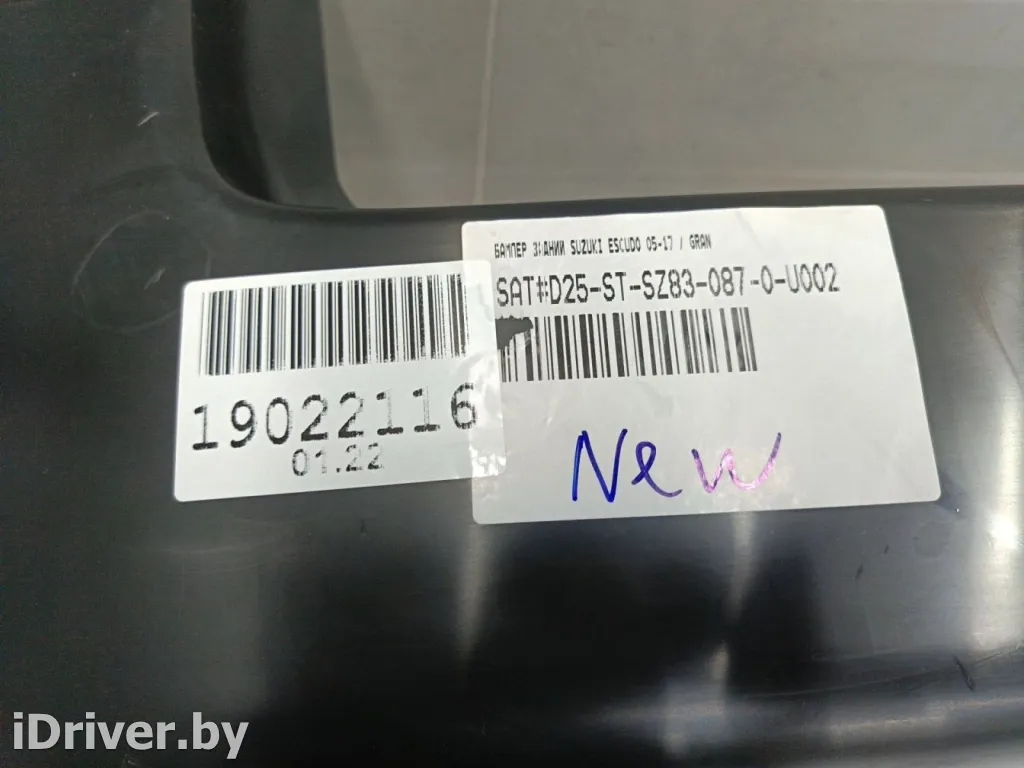 БАМПЕР ЗАДНИЙ SUZUKI ESCUDO 05-17 / GRAN
SAT#D25-ST-SZ83-087-0-U002
19022116
01.22
New
iDriver.by